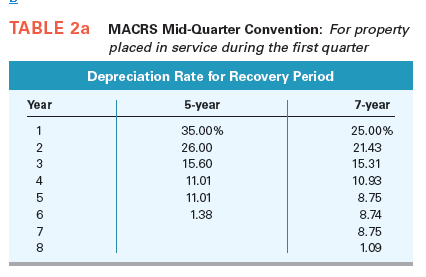 TABLE 2a MACRS Mid-Quarter Convention: For property
placed in service during the first quarter
Depreciation Rate for Recovery Period
Year 5-year 7-year
1 35.00% 25.00%
2 26.00 21.43
3 15.60 15.31
4 11.01 10.93
5 11.01 8.75
6 1.38 8.74
7 8.75
8 1.09